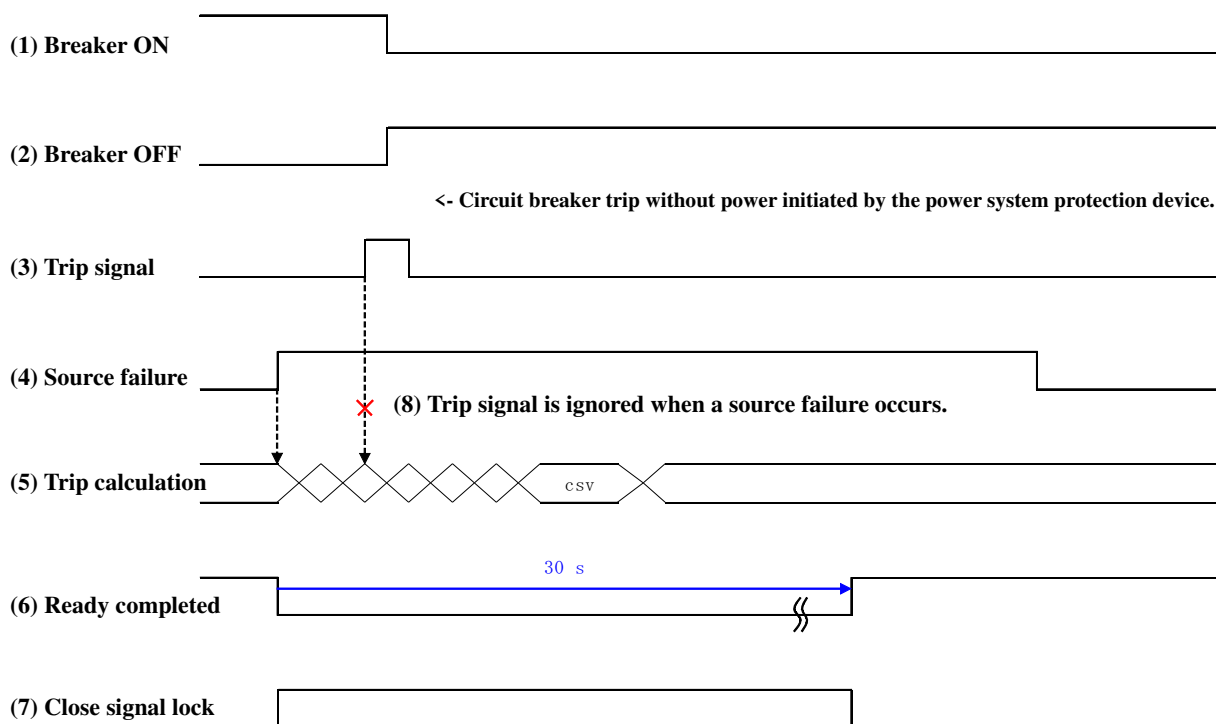 (1) Breaker ON
(2) Breaker OFF
<- Circuit breaker trip without power initiated by the power system protection device.
(3) Trip signal
(4) Source failure
(8) Trip signal is ignored when a source failure occurs.
(5) Trip calculation
csv
30 s
(6) Ready completed
(7) Close signal lock